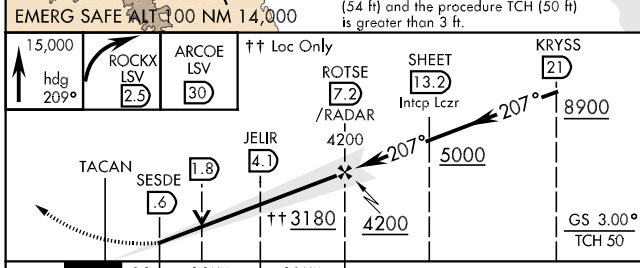 EMERG SAFE ALT 100 NM 14,000
(54 ft) and the procedure TCH (50 ft)
is greater than 3 ft.
15,000
hdg
209°
ROCKX
LSV
2.5
ARCOE
LSV
30
†† Loc Only
ROTSE
7.2
/RADAR
4200
SHEET
13.2
Intcp Lczr
KRYSS
21
207°
8900
207°
5000
TACAN
SESDE
.6
1.8
JELIR
4.1
††3180
4200
GS 3.00°
TCH 50